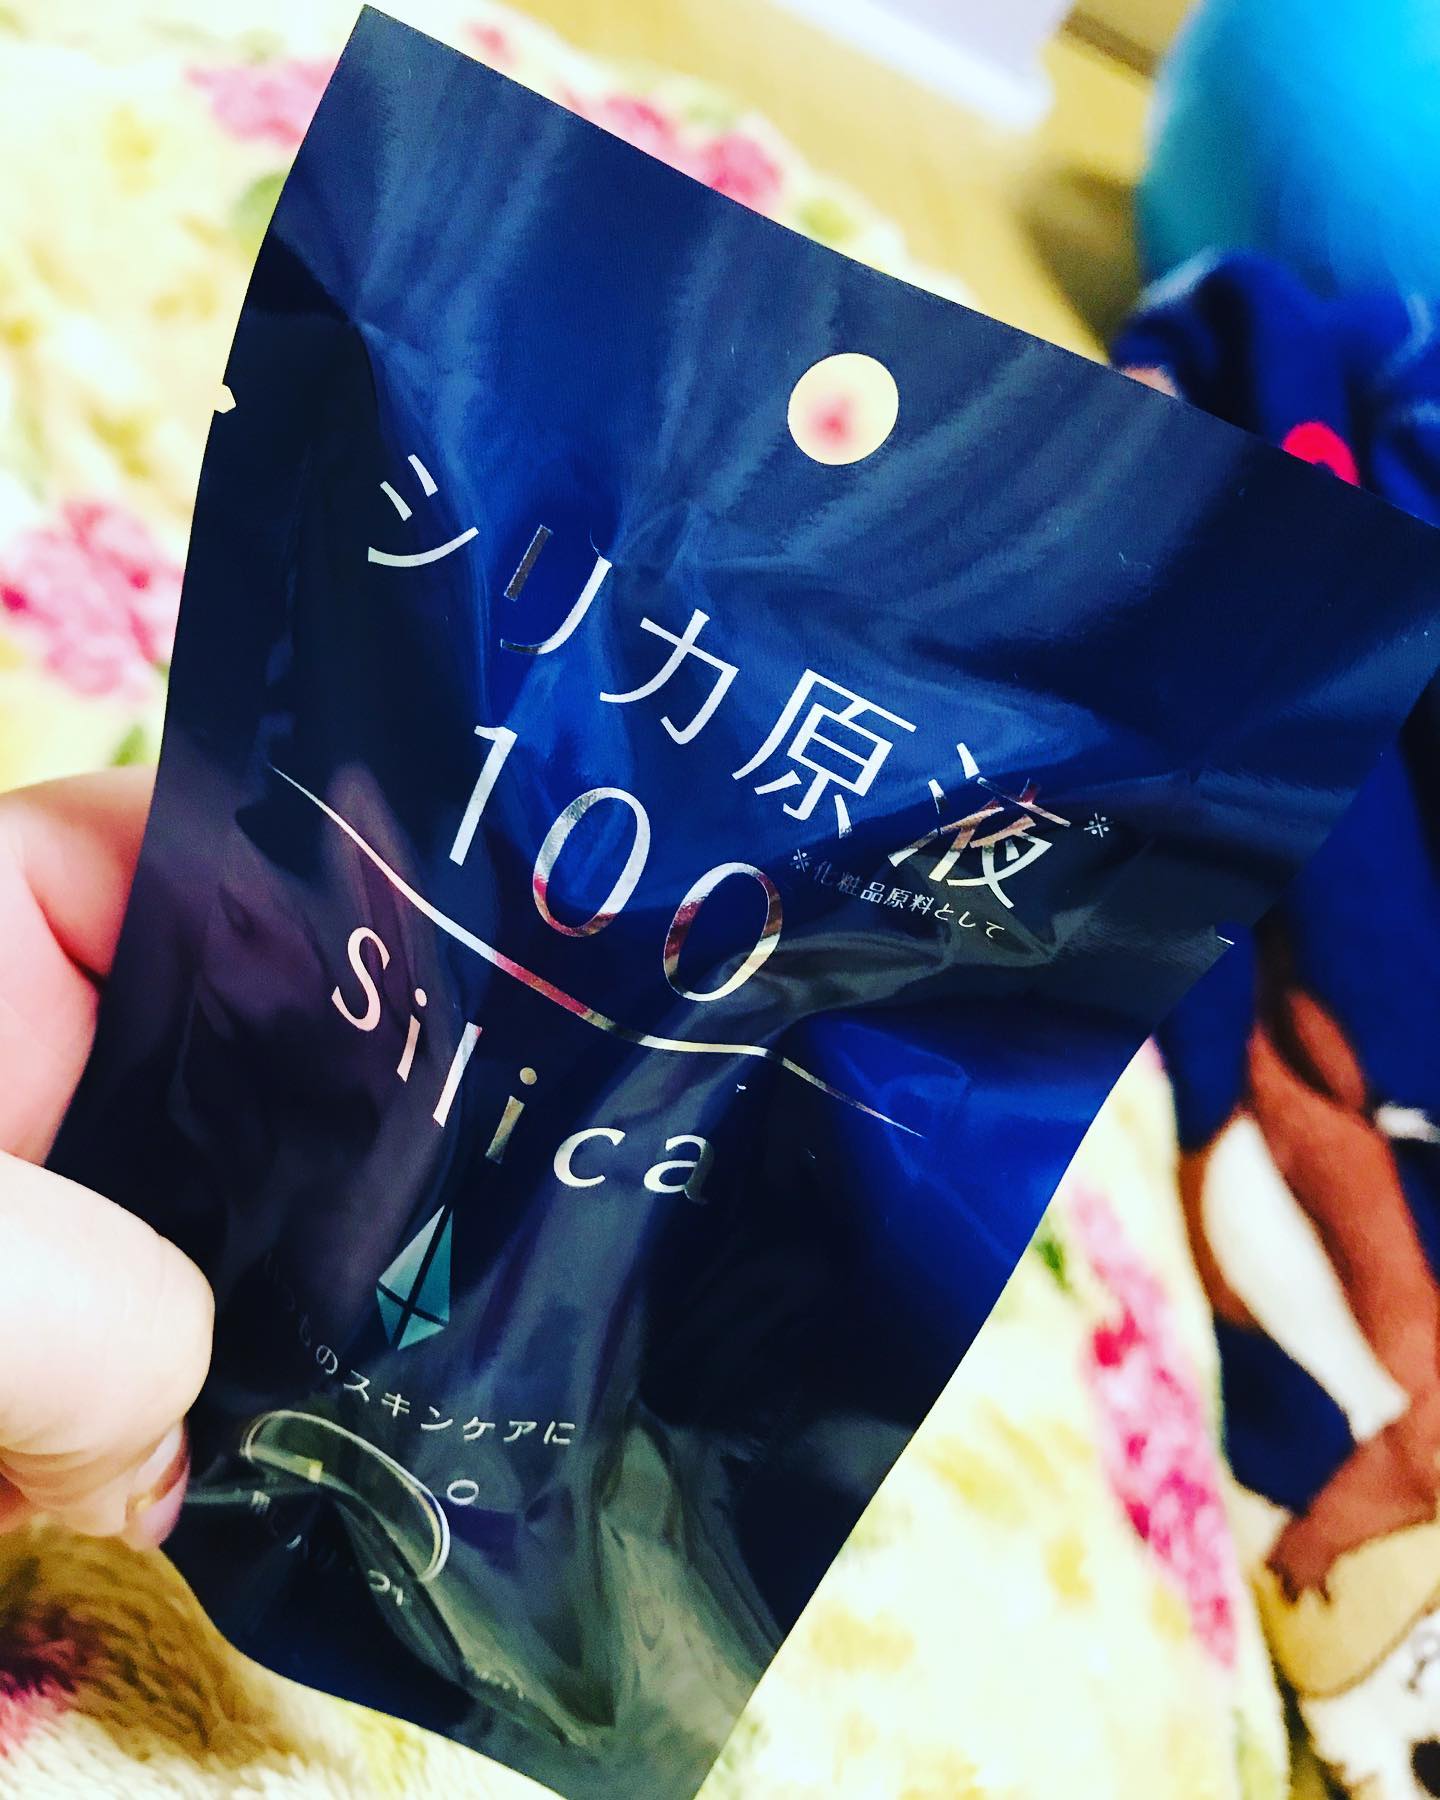 シリカ原液※
100
※化粧品原料として
Silica
のスキンケアに